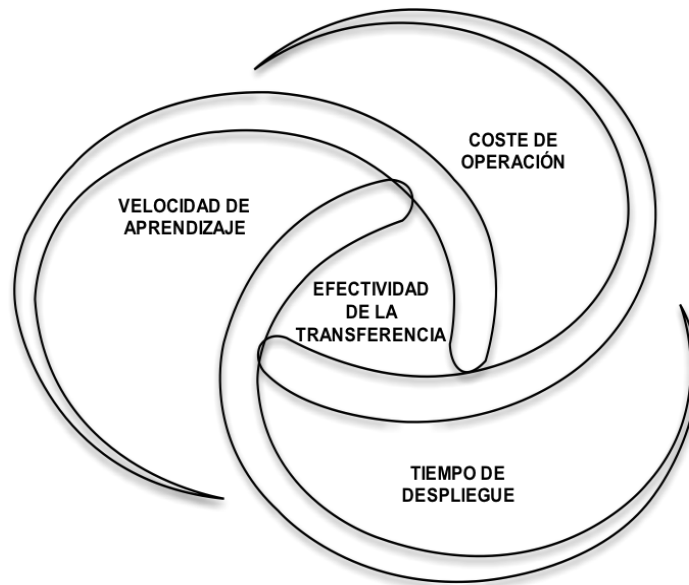 COSTE DE
OPERACIÓN
VELOCIDAD DE
APRENDIZAJE
EFECTIVIDAD
DE LA
TRANSFERENCIA
TIEMPO DE
DESPLIEGUE